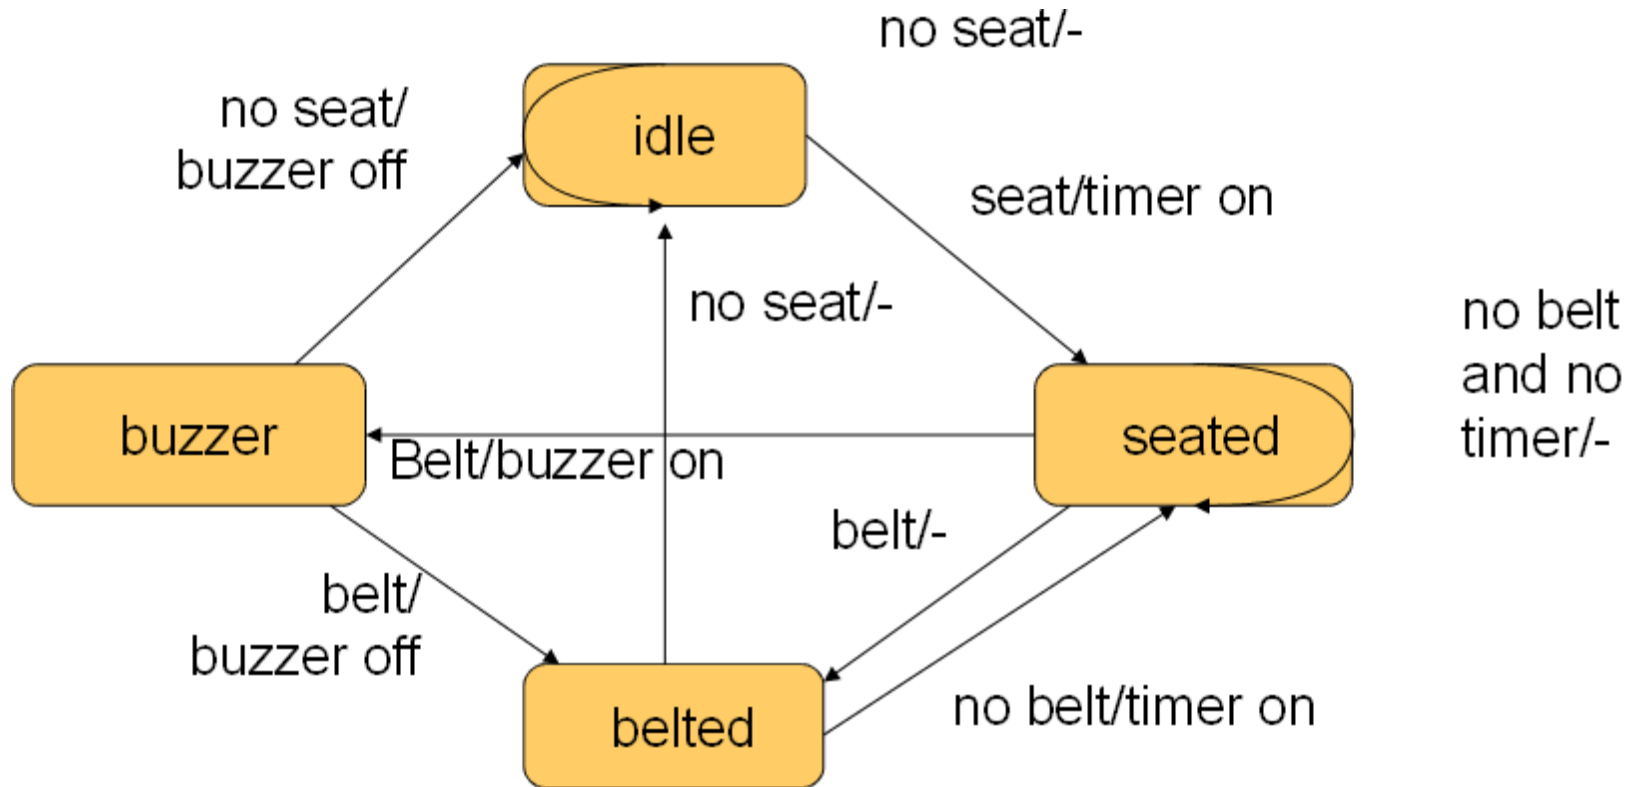 no seat/-
no seat/
buzzer off
idle
seat/timer on
no seat/-
no belt
and no
timer/-
buzzer
Belt/buzzer on
seated
belt/-
belt/
buzzer off
no belt/timer on
belted